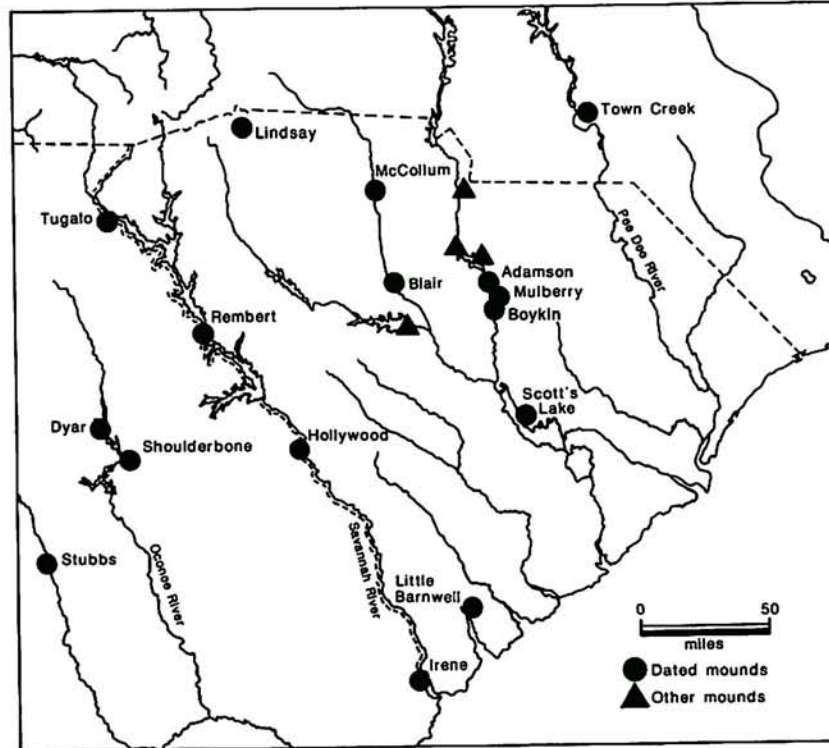 Town Creek
Lindsay
McCollum
Tugalo
Pee Dee River
Adamson
Mulberry
Boykin
Blair
Rembert
Scott's
Lake
Dyar
Shoulderbone
Hollywood
Stubbs
Oconee River
Savannah River
Little
Barnwell
Irene
0 50
miles
Dated mounds
Other mounds